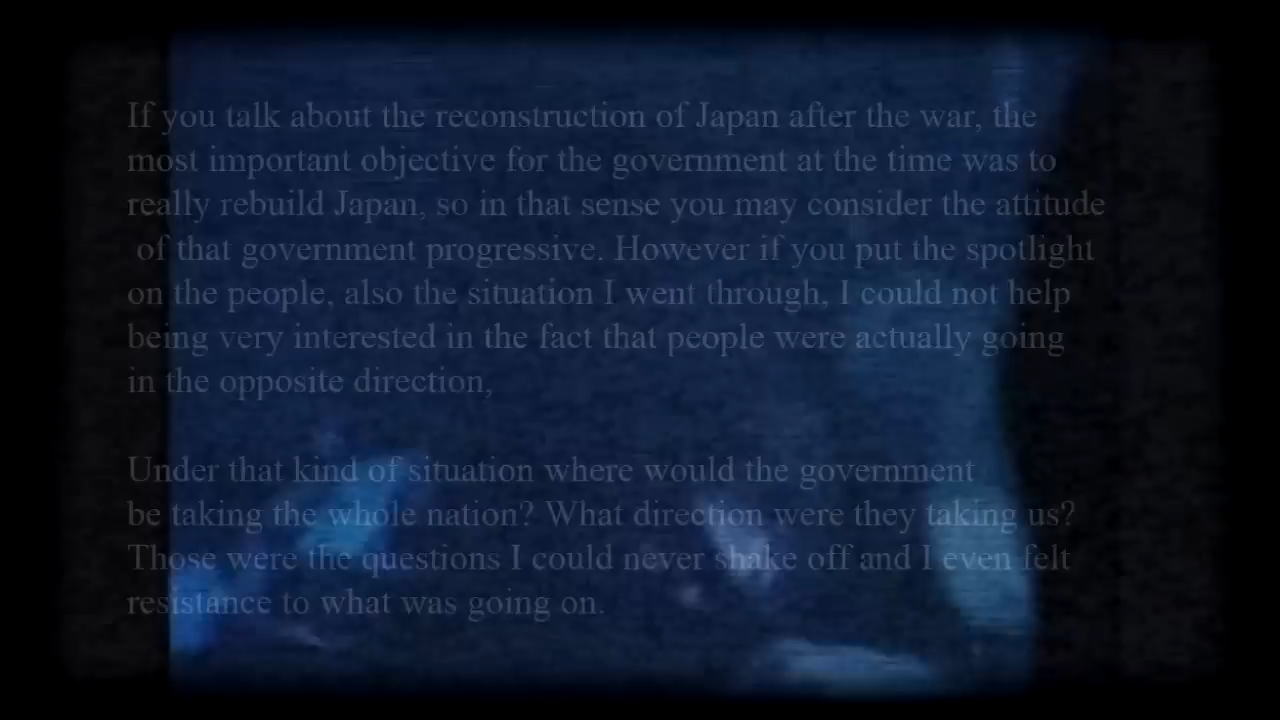 If you talk about the reconstruction of Japan after the war, the
most important objective for the government at the time was to
really rebuild Japan, so in that sense you may consider the attitude
of that government progressive. However if you put the spotlight
on the people, also the situation I went through, I could not help
being very interested in the fact that people were actually going
in the opposite direction,
Under that kind of situation where would the government
be taking the whole nation? What direction were they taking us?
Those were the questions I could never shake off and I even felt
resistance to what was going on.